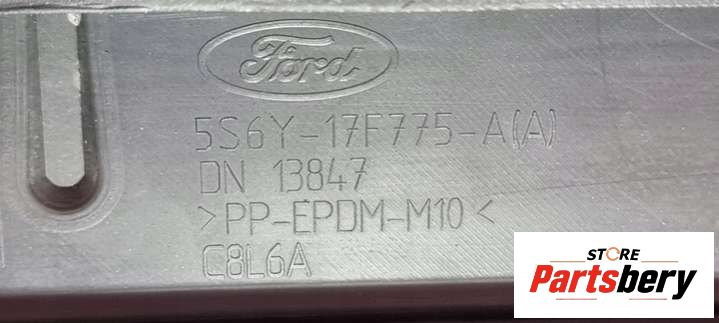 Ford
5S6Y-17F775-A(A)
DN 13847
>PP-EPDM-M10<
C8L6A
STORE
Partsbery